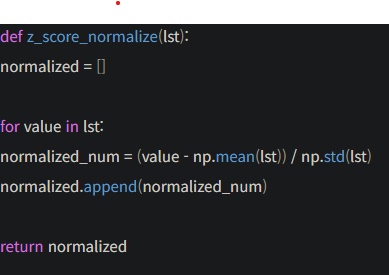 def z_score_normalize(lst):
normalized = []
for value in lst:
normalized_num = (value - np.mean(lst)) / np.std(lst)
normalized.append(normalized_num)
return normalized